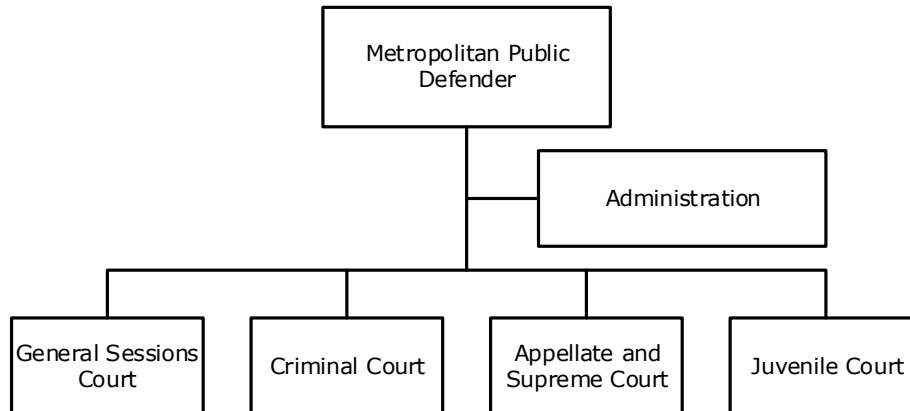 Metropolitan Public
Defender
Administration
General Sessions
Court
Criminal Court
Appellate and
Supreme Court
Juvenile Court